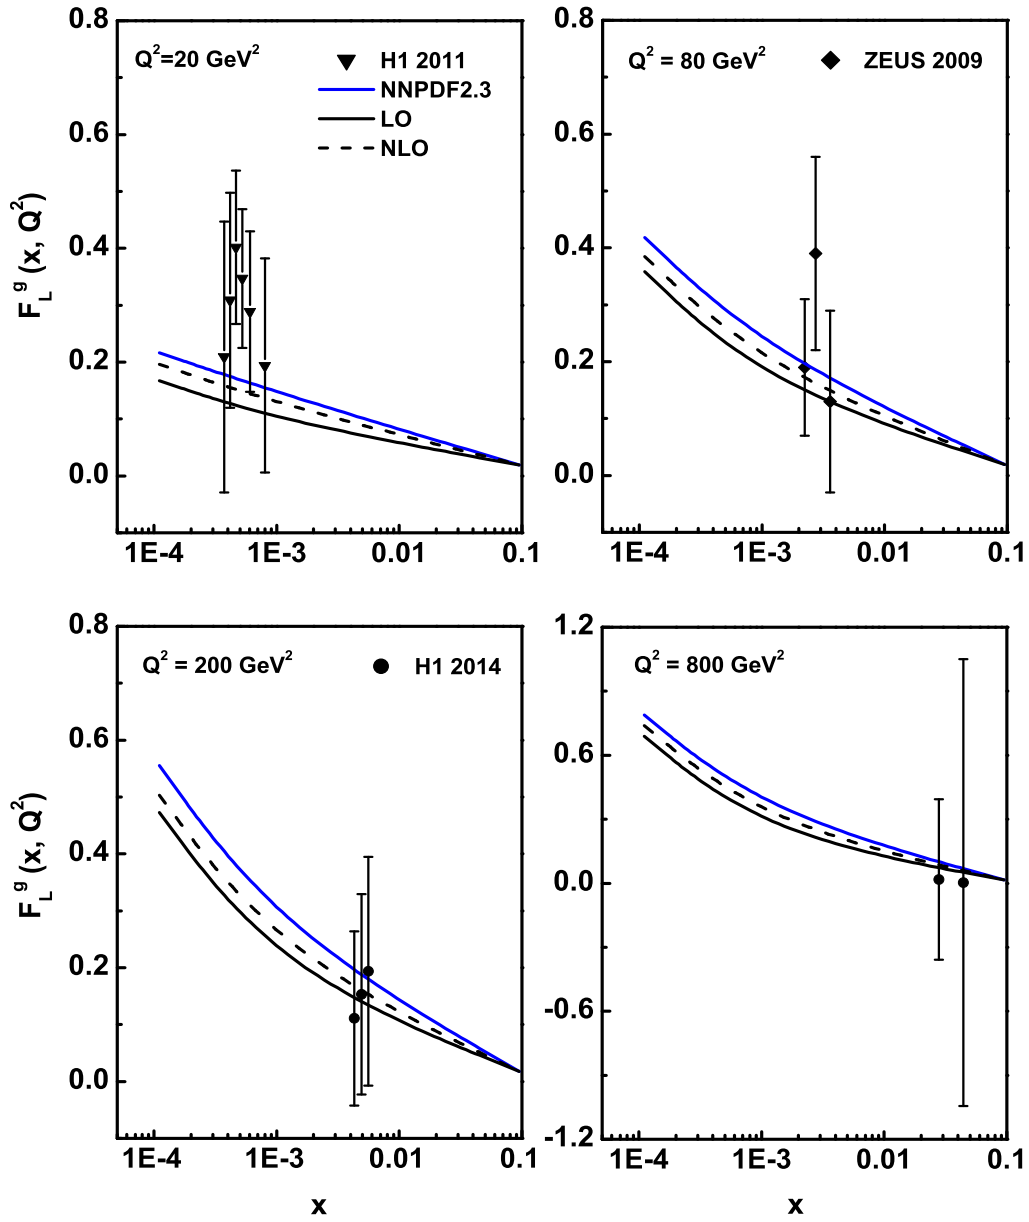 0.8
0.6
0.4
0.2
0.0
F_L^g (x, Q²)
Q²=20 GeV²
H1 2011
NNPDF2.3
LO
NLO
1E-4 1E-3 0.01 0.1
0.8
0.6
0.4
0.2
0.0
Q² = 80 GeV²
ZEUS 2009
1E-4 1E-3 0.01 0.1
0.8
0.6
0.4
0.2
0.0
F_L^g (x, Q²)
Q² = 200 GeV²
H1 2014
1E-4 1E-3 0.01 0.1
x
1.2
0.6
0.0
-0.6
-1.2
Q² = 800 GeV²
1E-4 1E-3 0.01 0.1
x